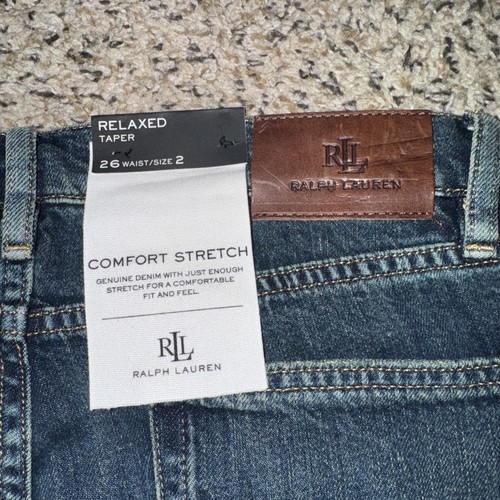 RELAXED
TAPER
26 WAIST/SIZE 2
COMFORT STRETCH
GENUINE DENIM WITH JUST ENOUGH
STRETCH FOR A COMFORTABLE
FIT AND FEEL.
RLL
RALPH LAUREN
RLL
RALPH LAUREN